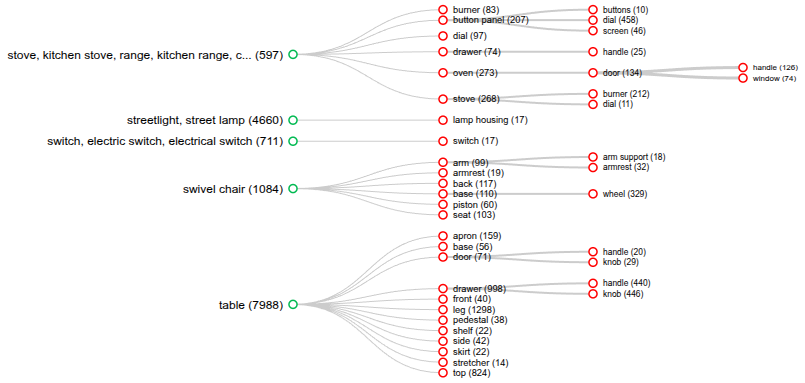 burner (83)
buttons (10)
button panel (207)
dial (458)
screen (46)
dial (97)
drawer (74)
handle (25)
stove, kitchen stove, range, kitchen range, c... (597)
handle (126)
oven (273)
door (134)
window (74)
burner (212)
stove (268)
dial (11)
streetlight, street lamp (4660)
lamp housing (17)
switch, electric switch, electrical switch (711)
switch (17)
arm support (18)
arm (99)
armrest (32)
armrest (19)
back (117)
swivel chair (1084)
base (110)
wheel (329)
piston (60)
seat (103)
apron (159)
base (56)
handle (20)
door (71)
knob (29)
handle (440)
drawer (998)
knob (446)
front (40)
table (7988)
leg (1298)
pedestal (38)
shelf (22)
side (42)
skirt (22)
stretcher (14)
top (824)